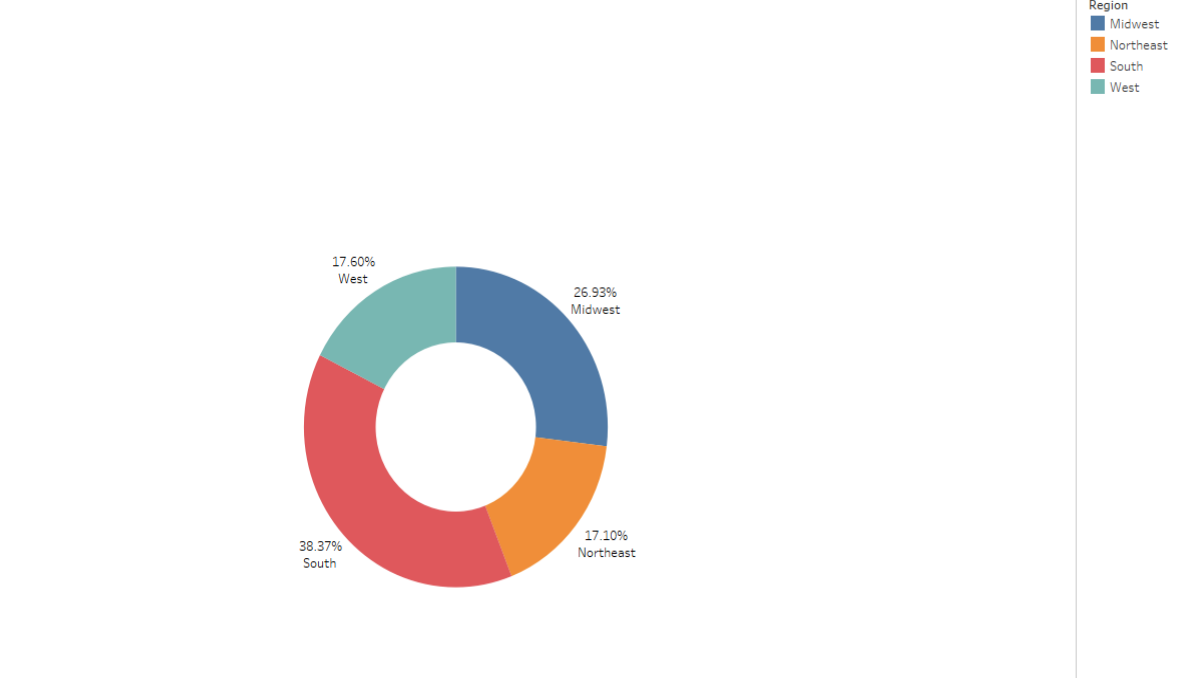 Region
Midwest
Northeast
South
West
17.60%
West
26.93%
Midwest
17.10%
Northeast
38.37%
South